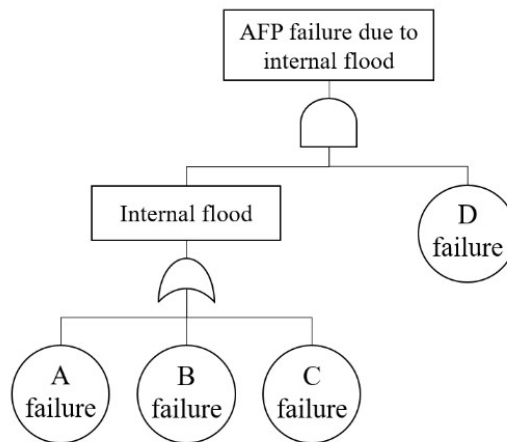 AFP failure due to
internal flood
Internal flood
D
failure
A
failure
B
failure
C
failure